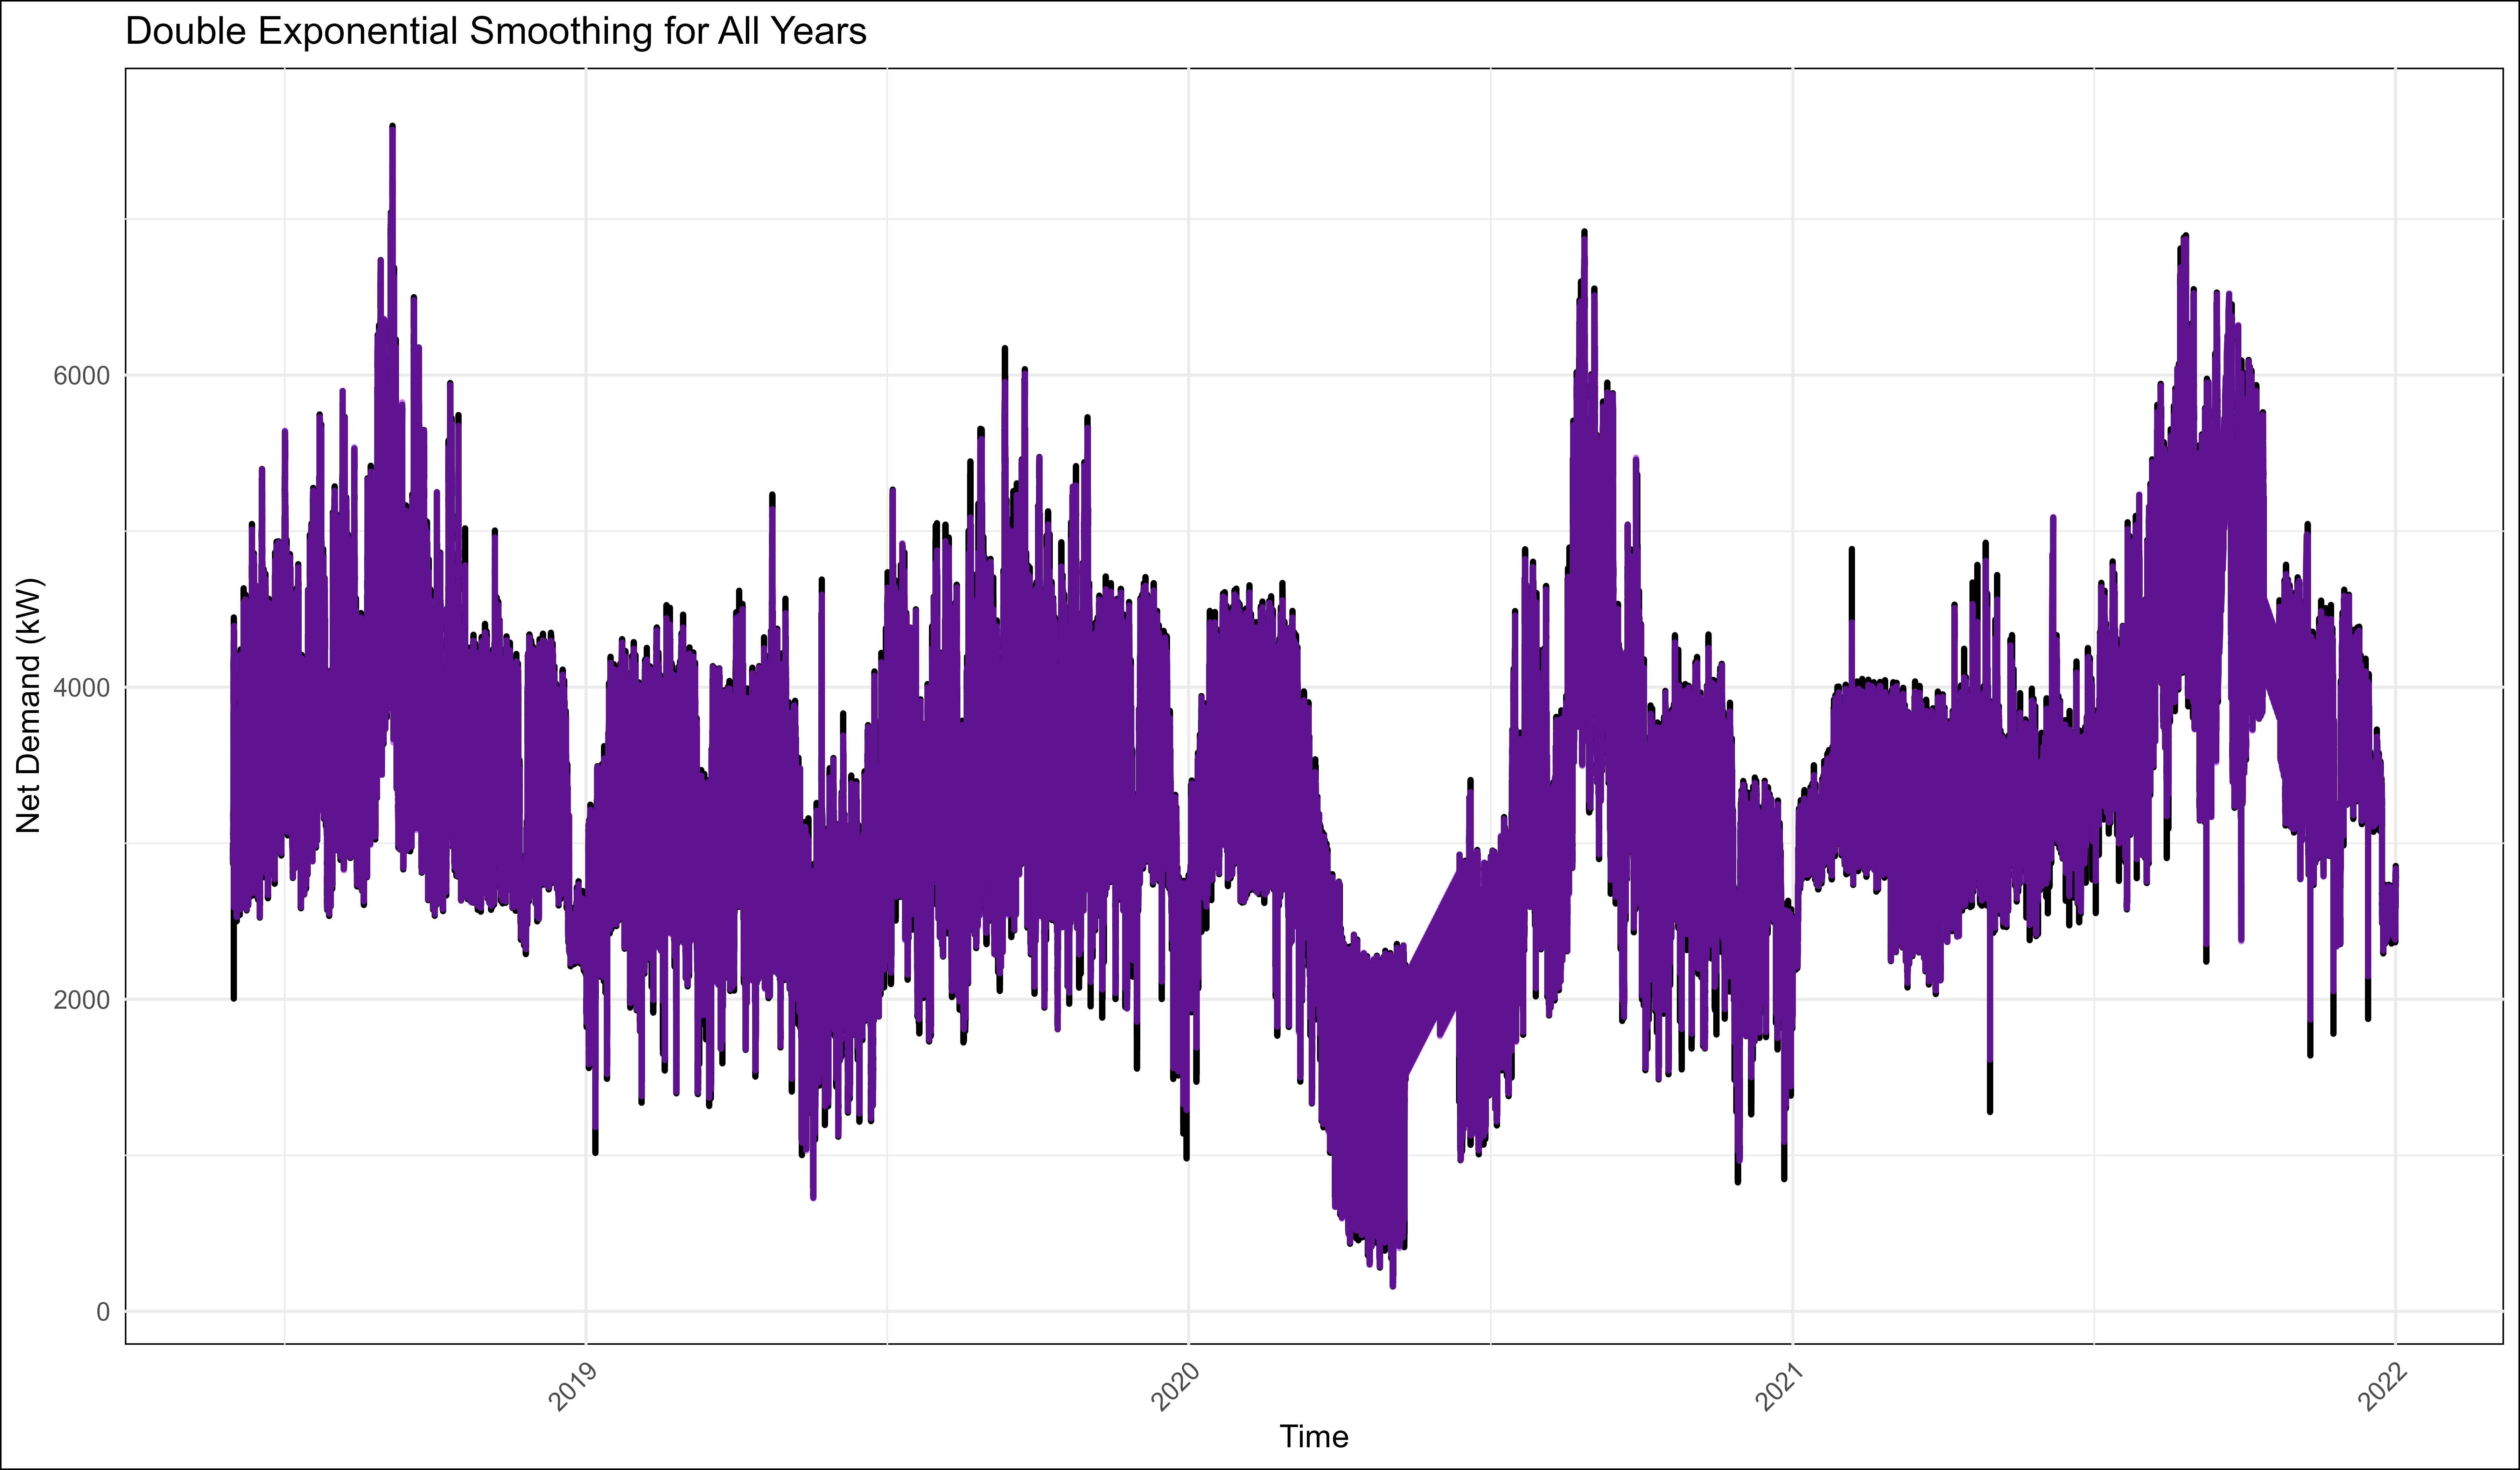 Double Exponential Smoothing for All Years
Net Demand (kW)
6000
4000
2000
0
2019
2020
2021
2022
Time